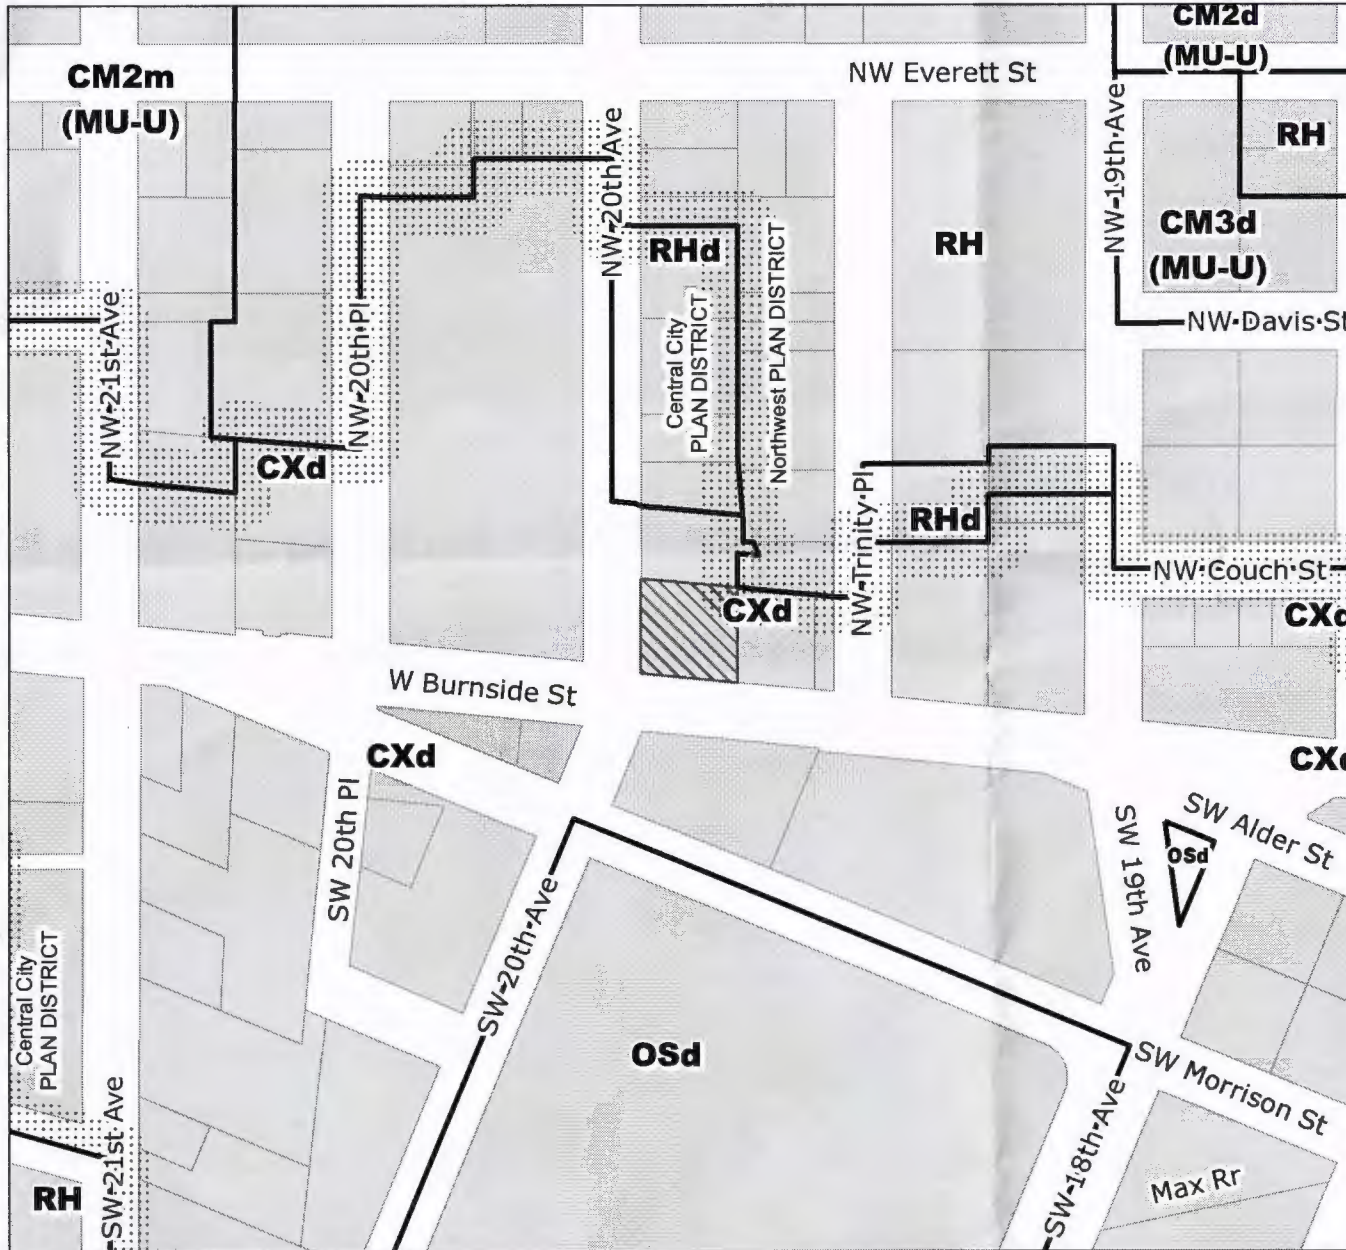 CM2d
(MU-U)
CM2m
(MU-U)
NW Everett St
NW 20th Ave
NW 19th Ave
RH
CM3d
(MU-U)
RHd
RH
Central City
PLAN DISTRICT
Northwest PLAN DISTRICT
NW 21st Ave
NW 20th Pl
NW Davis St
CXd
NW Trinity Pl
RHd
NW Couch St
CXd
CXd
W Burnside St
CXd
CXd
SW 20th Pl
SW 19th Ave
SW Alder St
OSd
SW 20th Ave
Central City
PLAN DISTRICT
OSd
SW Morrison St
SW 21st Ave
SW 18th Ave
RH
Max Rr